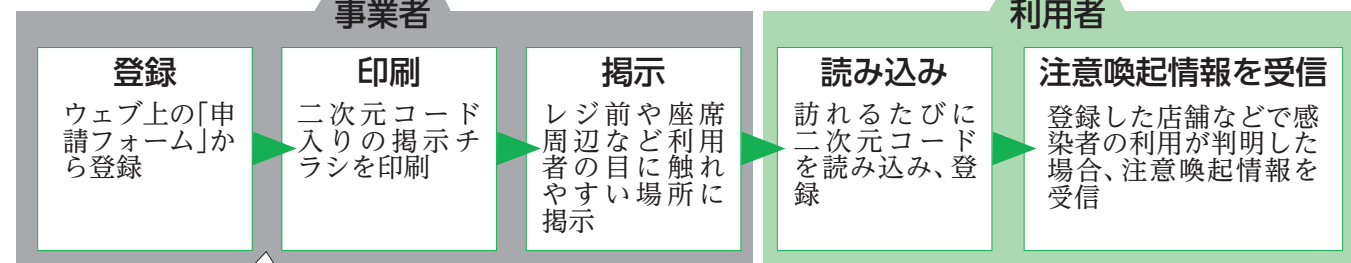 事業者
登録
ウェブ上の「申
請フォーム」か
ら登録
印刷
二次元コード
入りの掲示チ
ラシを印刷
掲示
レジ前や座席
周辺など利用
者の目に触れ
やすい場所に
掲示
利用者
読み込み
訪れるたびに
二次元コード
を読み込み、登
録
注意喚起情報を受信
登録した店舗などで感
染者の利用が判明した
場合、注意喚起情報を
受信